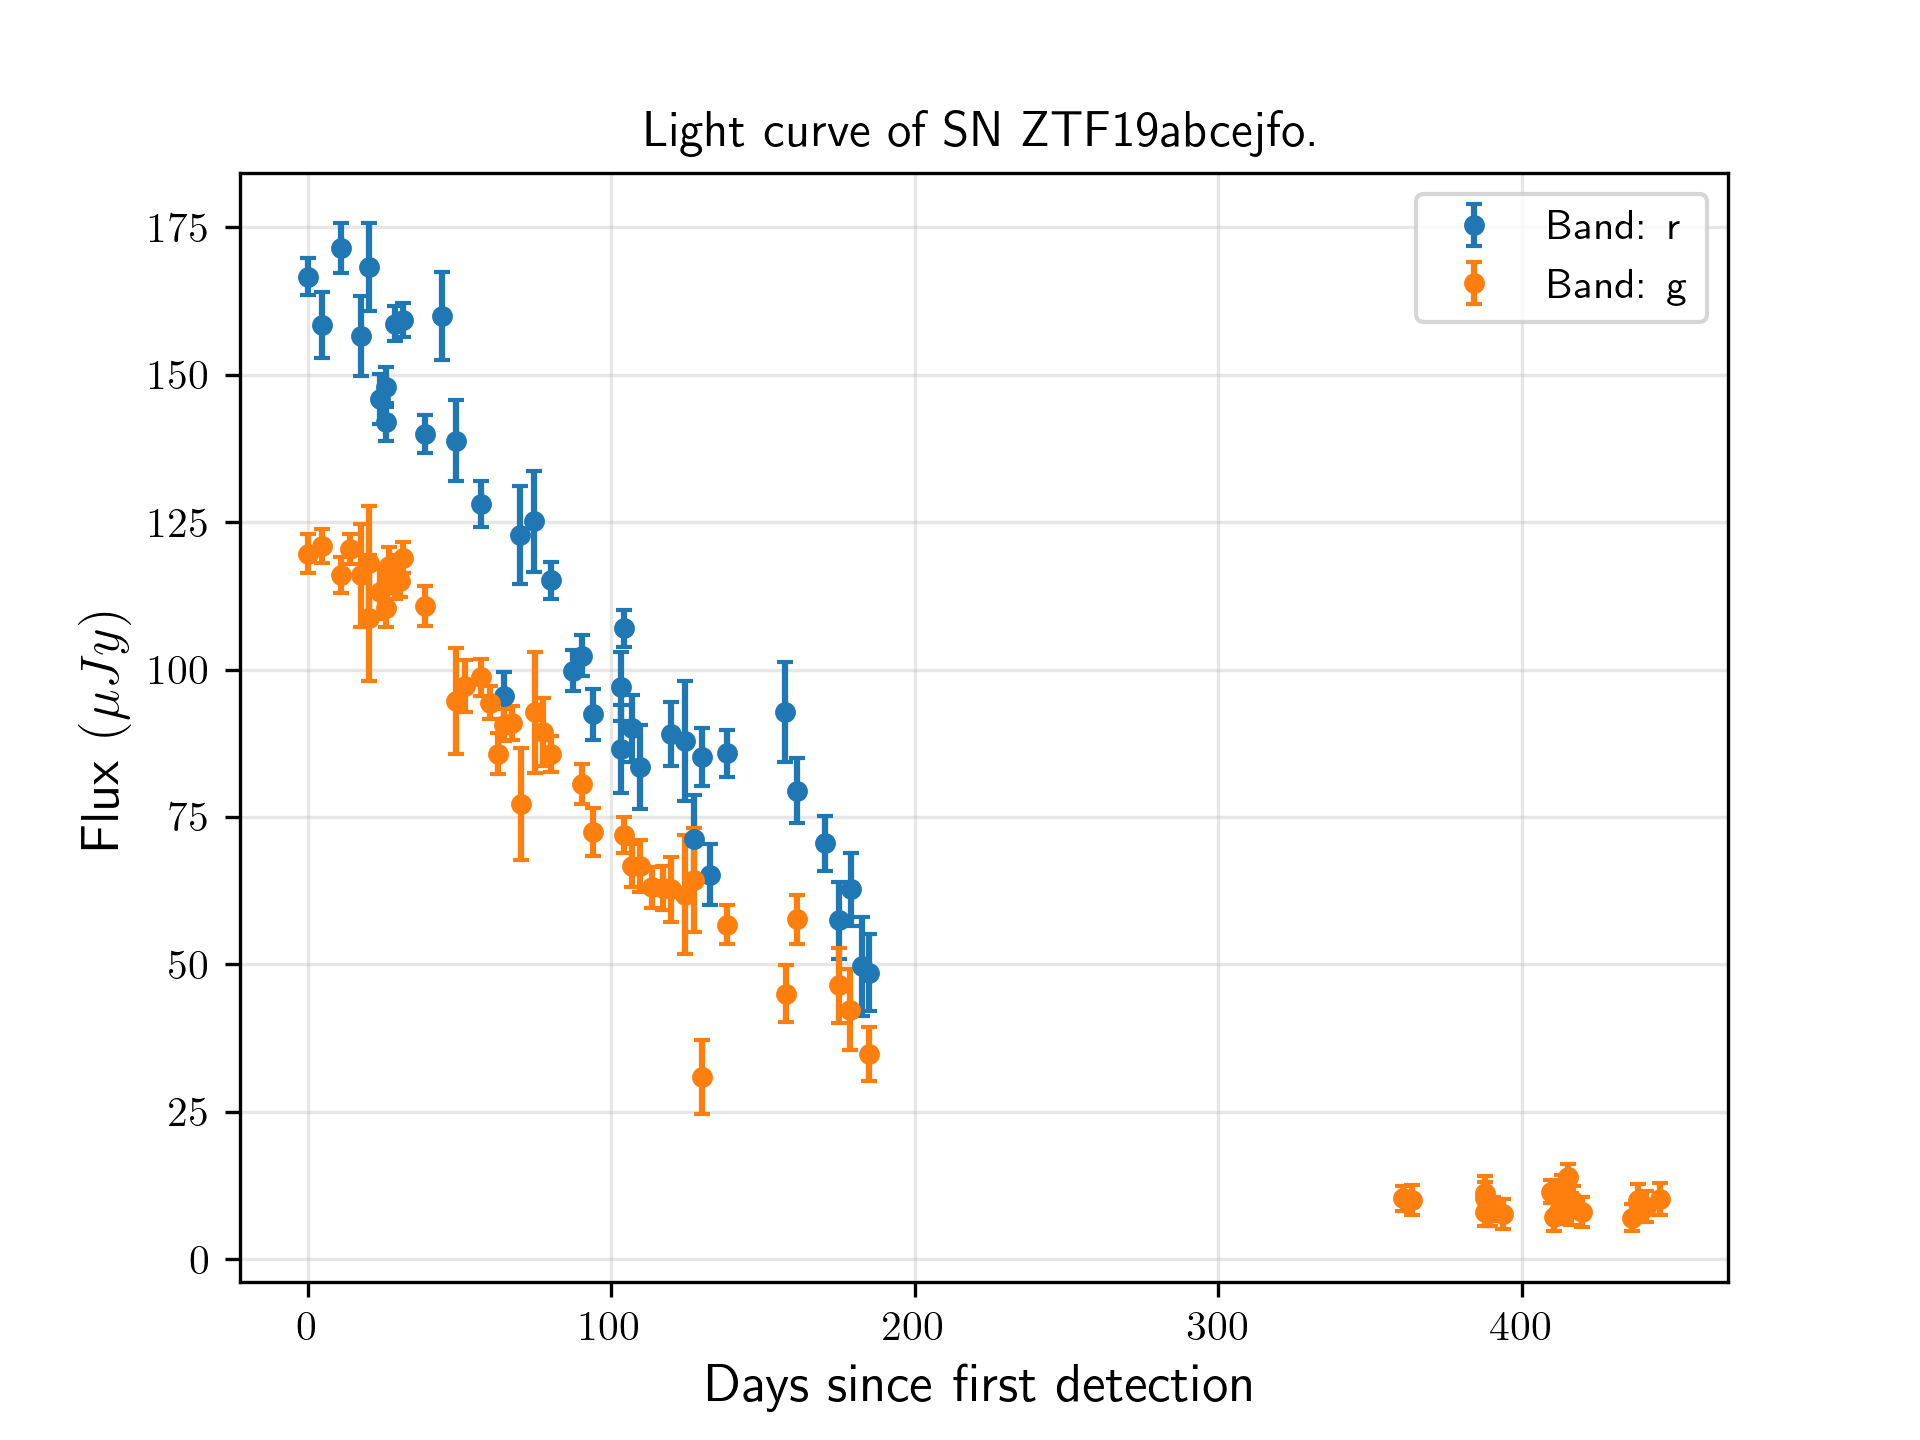 Light curve of SN ZTF19abcejfo.
Band: r
Band: g
175
150
125
100
75
50
25
0
Flux (μJy)
0 100 200 300 400
Days since first detection